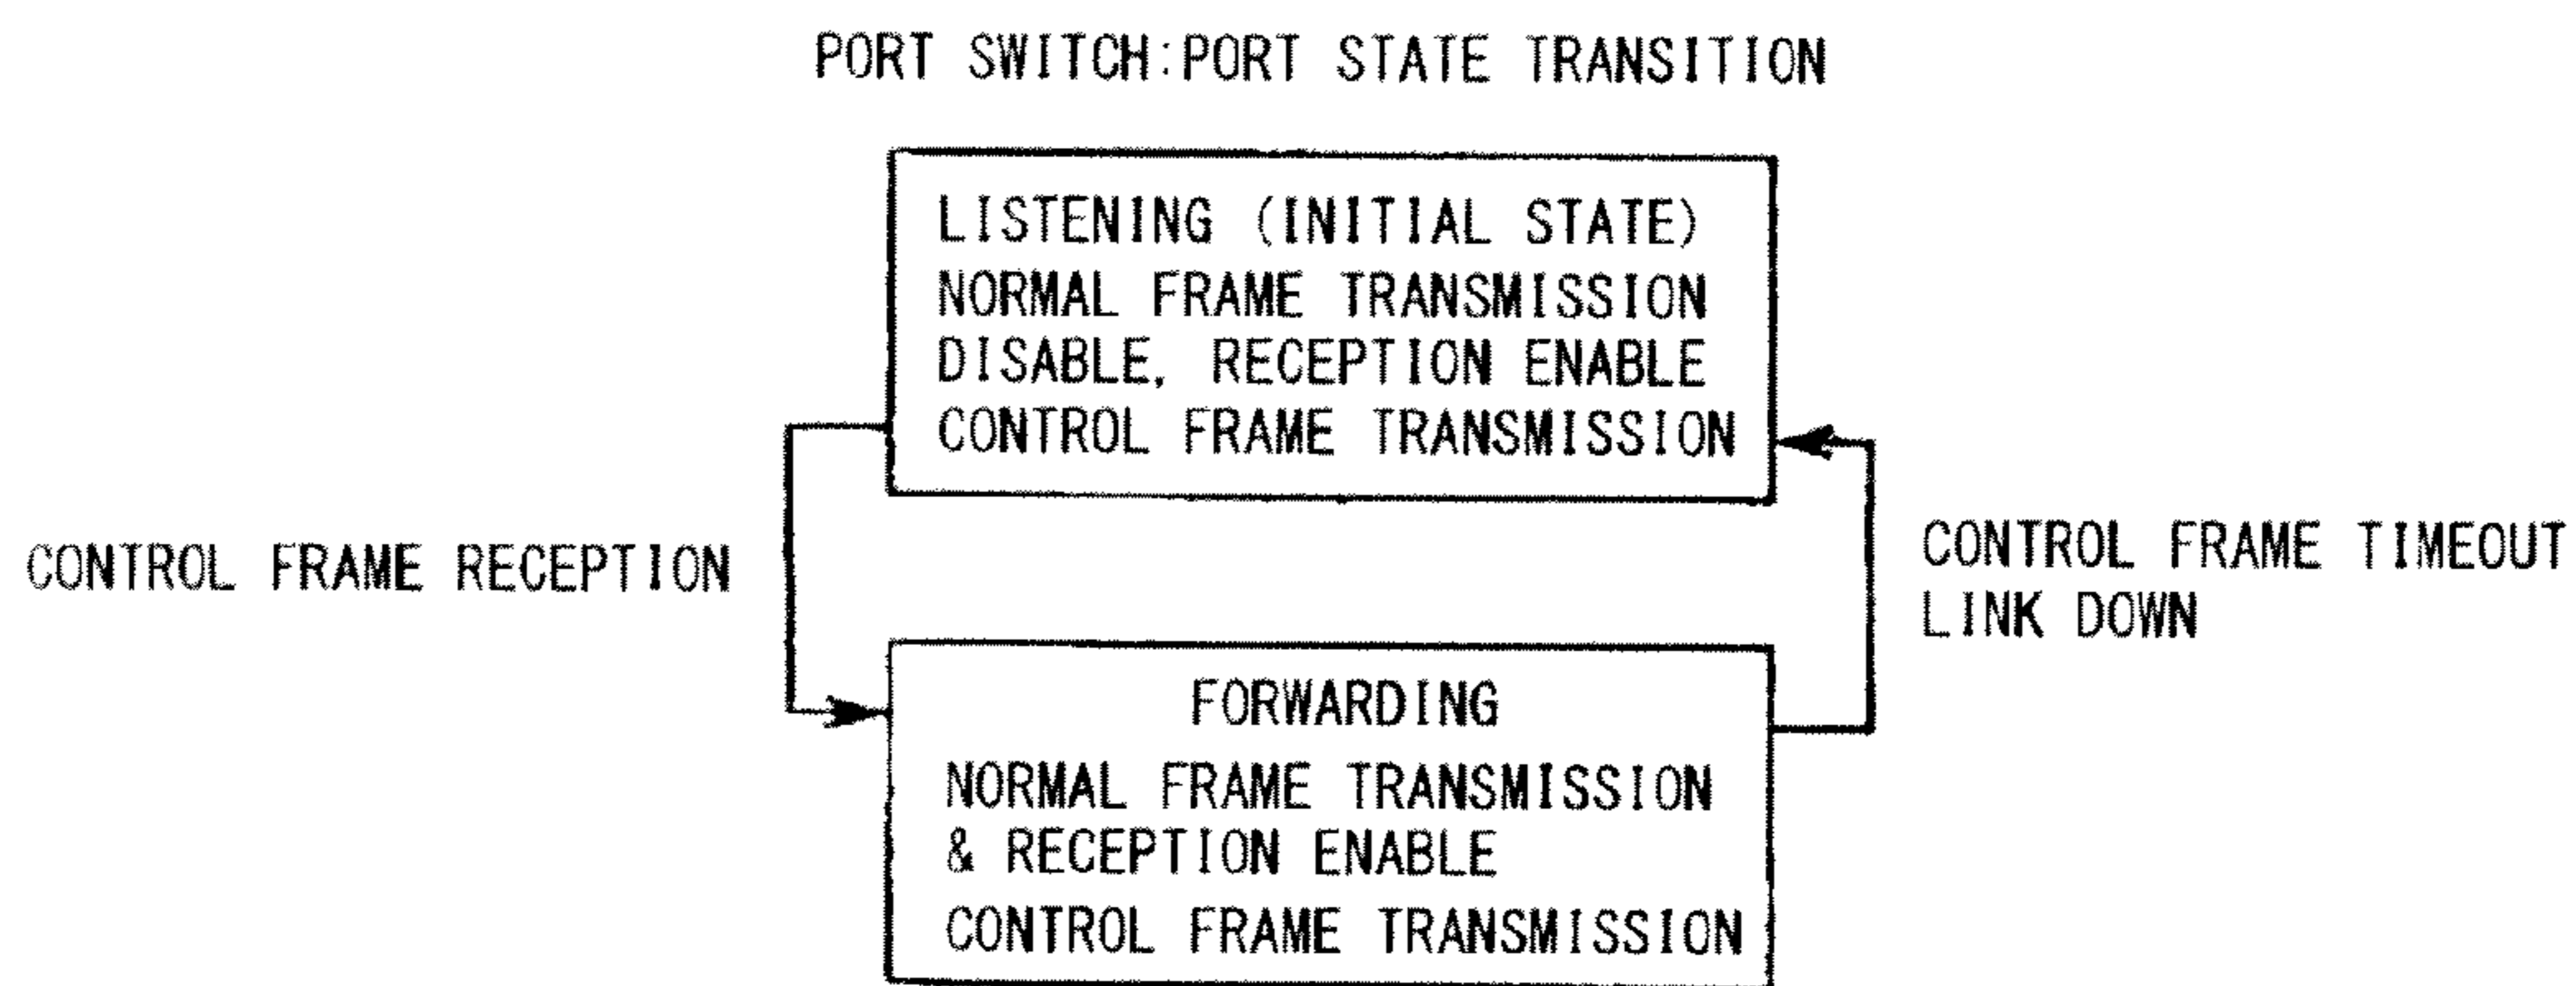 PORT SWITCH:PORT STATE TRANSITION
LISTENING (INITIAL STATE)
NORMAL FRAME TRANSMISSION
DISABLE, RECEPTION ENABLE
CONTROL FRAME TRANSMISSION
CONTROL FRAME RECEPTION
CONTROL FRAME TIMEOUT
LINK DOWN
FORWARDING
NORMAL FRAME TRANSMISSION
& RECEPTION ENABLE
CONTROL FRAME TRANSMISSION